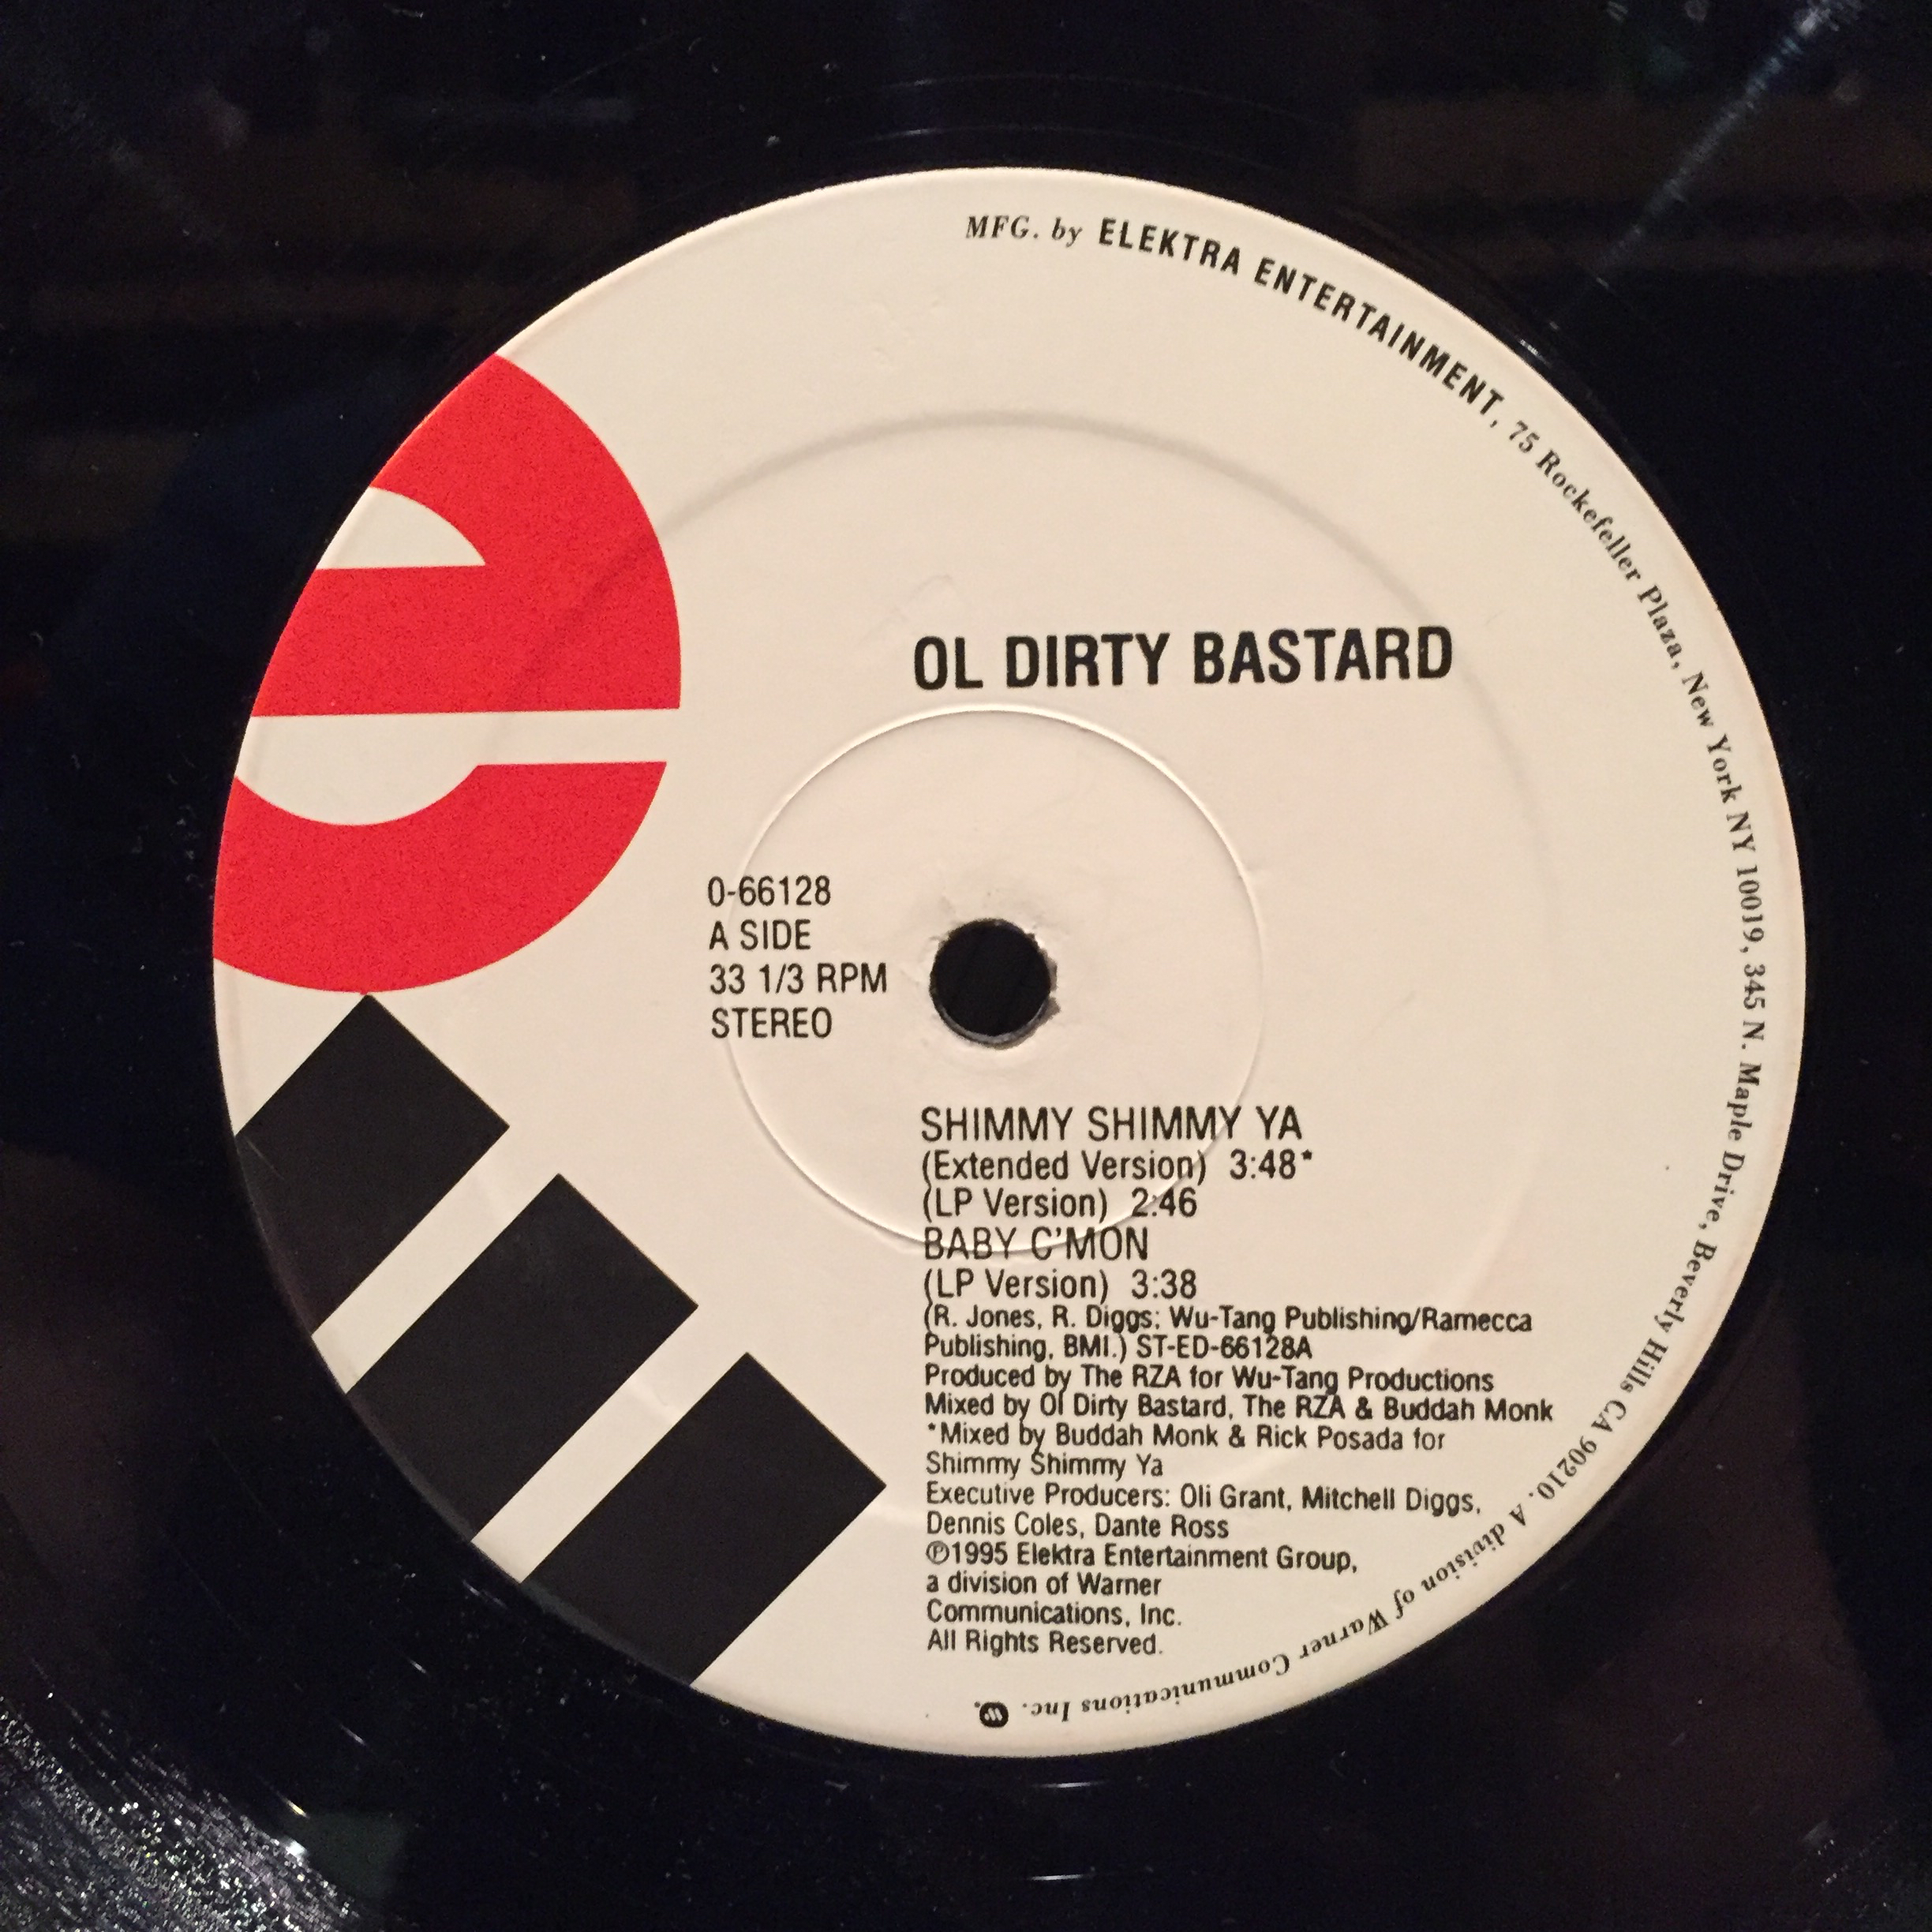 MFG. by ELEKTRA ENTERTAINMENT, 75 Rockefeller Plaza, New York NY 10019, 345 N. Maple Drive, Beverly Hills CA 90210. A division of Warner Communications Inc.
e
OL DIRTY BASTARD
0-66128
A SIDE
33 1/3 RPM
STEREO
SHIMMY SHIMMY YA
(Extended Version) 3:48*
(LP Version) 2:46
BABY C'MON
(LP Version) 3:38
(R. Jones, R. Diggs; Wu-Tang Publishing/Ramecca
Publishing, BMI.) ST-ED-66128A
Produced by The RZA for Wu-Tang Productions
Mixed by Ol Dirty Bastard, The RZA & Buddah Monk
*Mixed by Buddah Monk & Rick Posada for
Shimmy Shimmy Ya
Executive Producers: Oli Grant, Mitchell Diggs,
Dennis Coles, Dante Ross
℗1995 Elektra Entertainment Group,
a division of Warner
Communications, Inc.
All Rights Reserved.